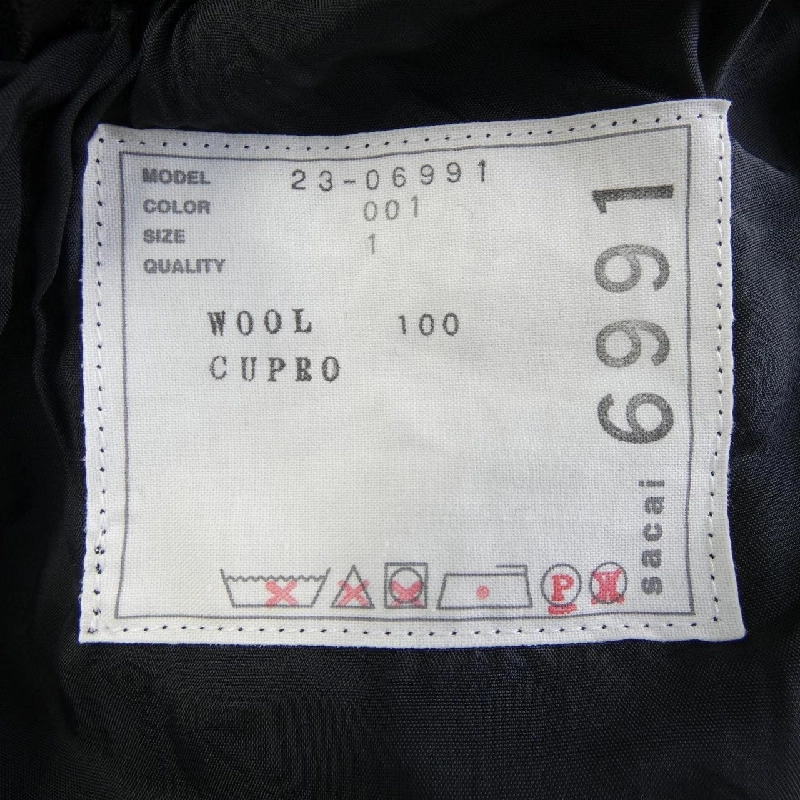 MODEL 23-06991
COLOR 001
SIZE 1
QUALITY
WOOL 100
CUPRO
P W
sacai 6991